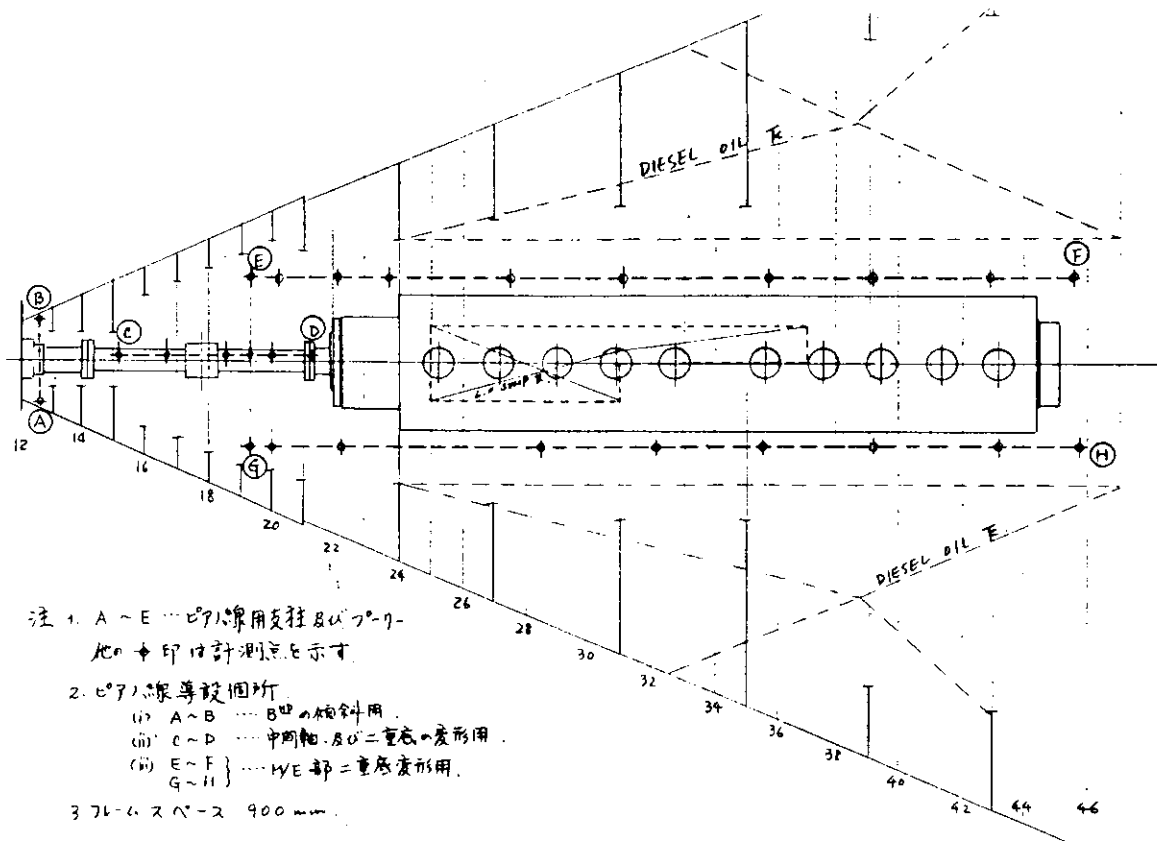 DIESEL OIL TK
E
F
B
C
D
L.O SUMP TK
A
G
H
12
14
16
18
20
22
24
26
28
30
32
34
36
38
40
42
44
46
DIESEL OIL TK
注 1. A ~ E … ピアノ線用支柱及びプーリー
他の 印は計測点を示す
2. ピアノ線導設個所
(i) A ~ B …… の傾斜用.
(ii) C ~ D …… 中間軸.及び二重底の変形用.
(iii) E ~ F
G ~ H } …… M/E 部二重底変形用.
3 フレームスペース 900 mm.